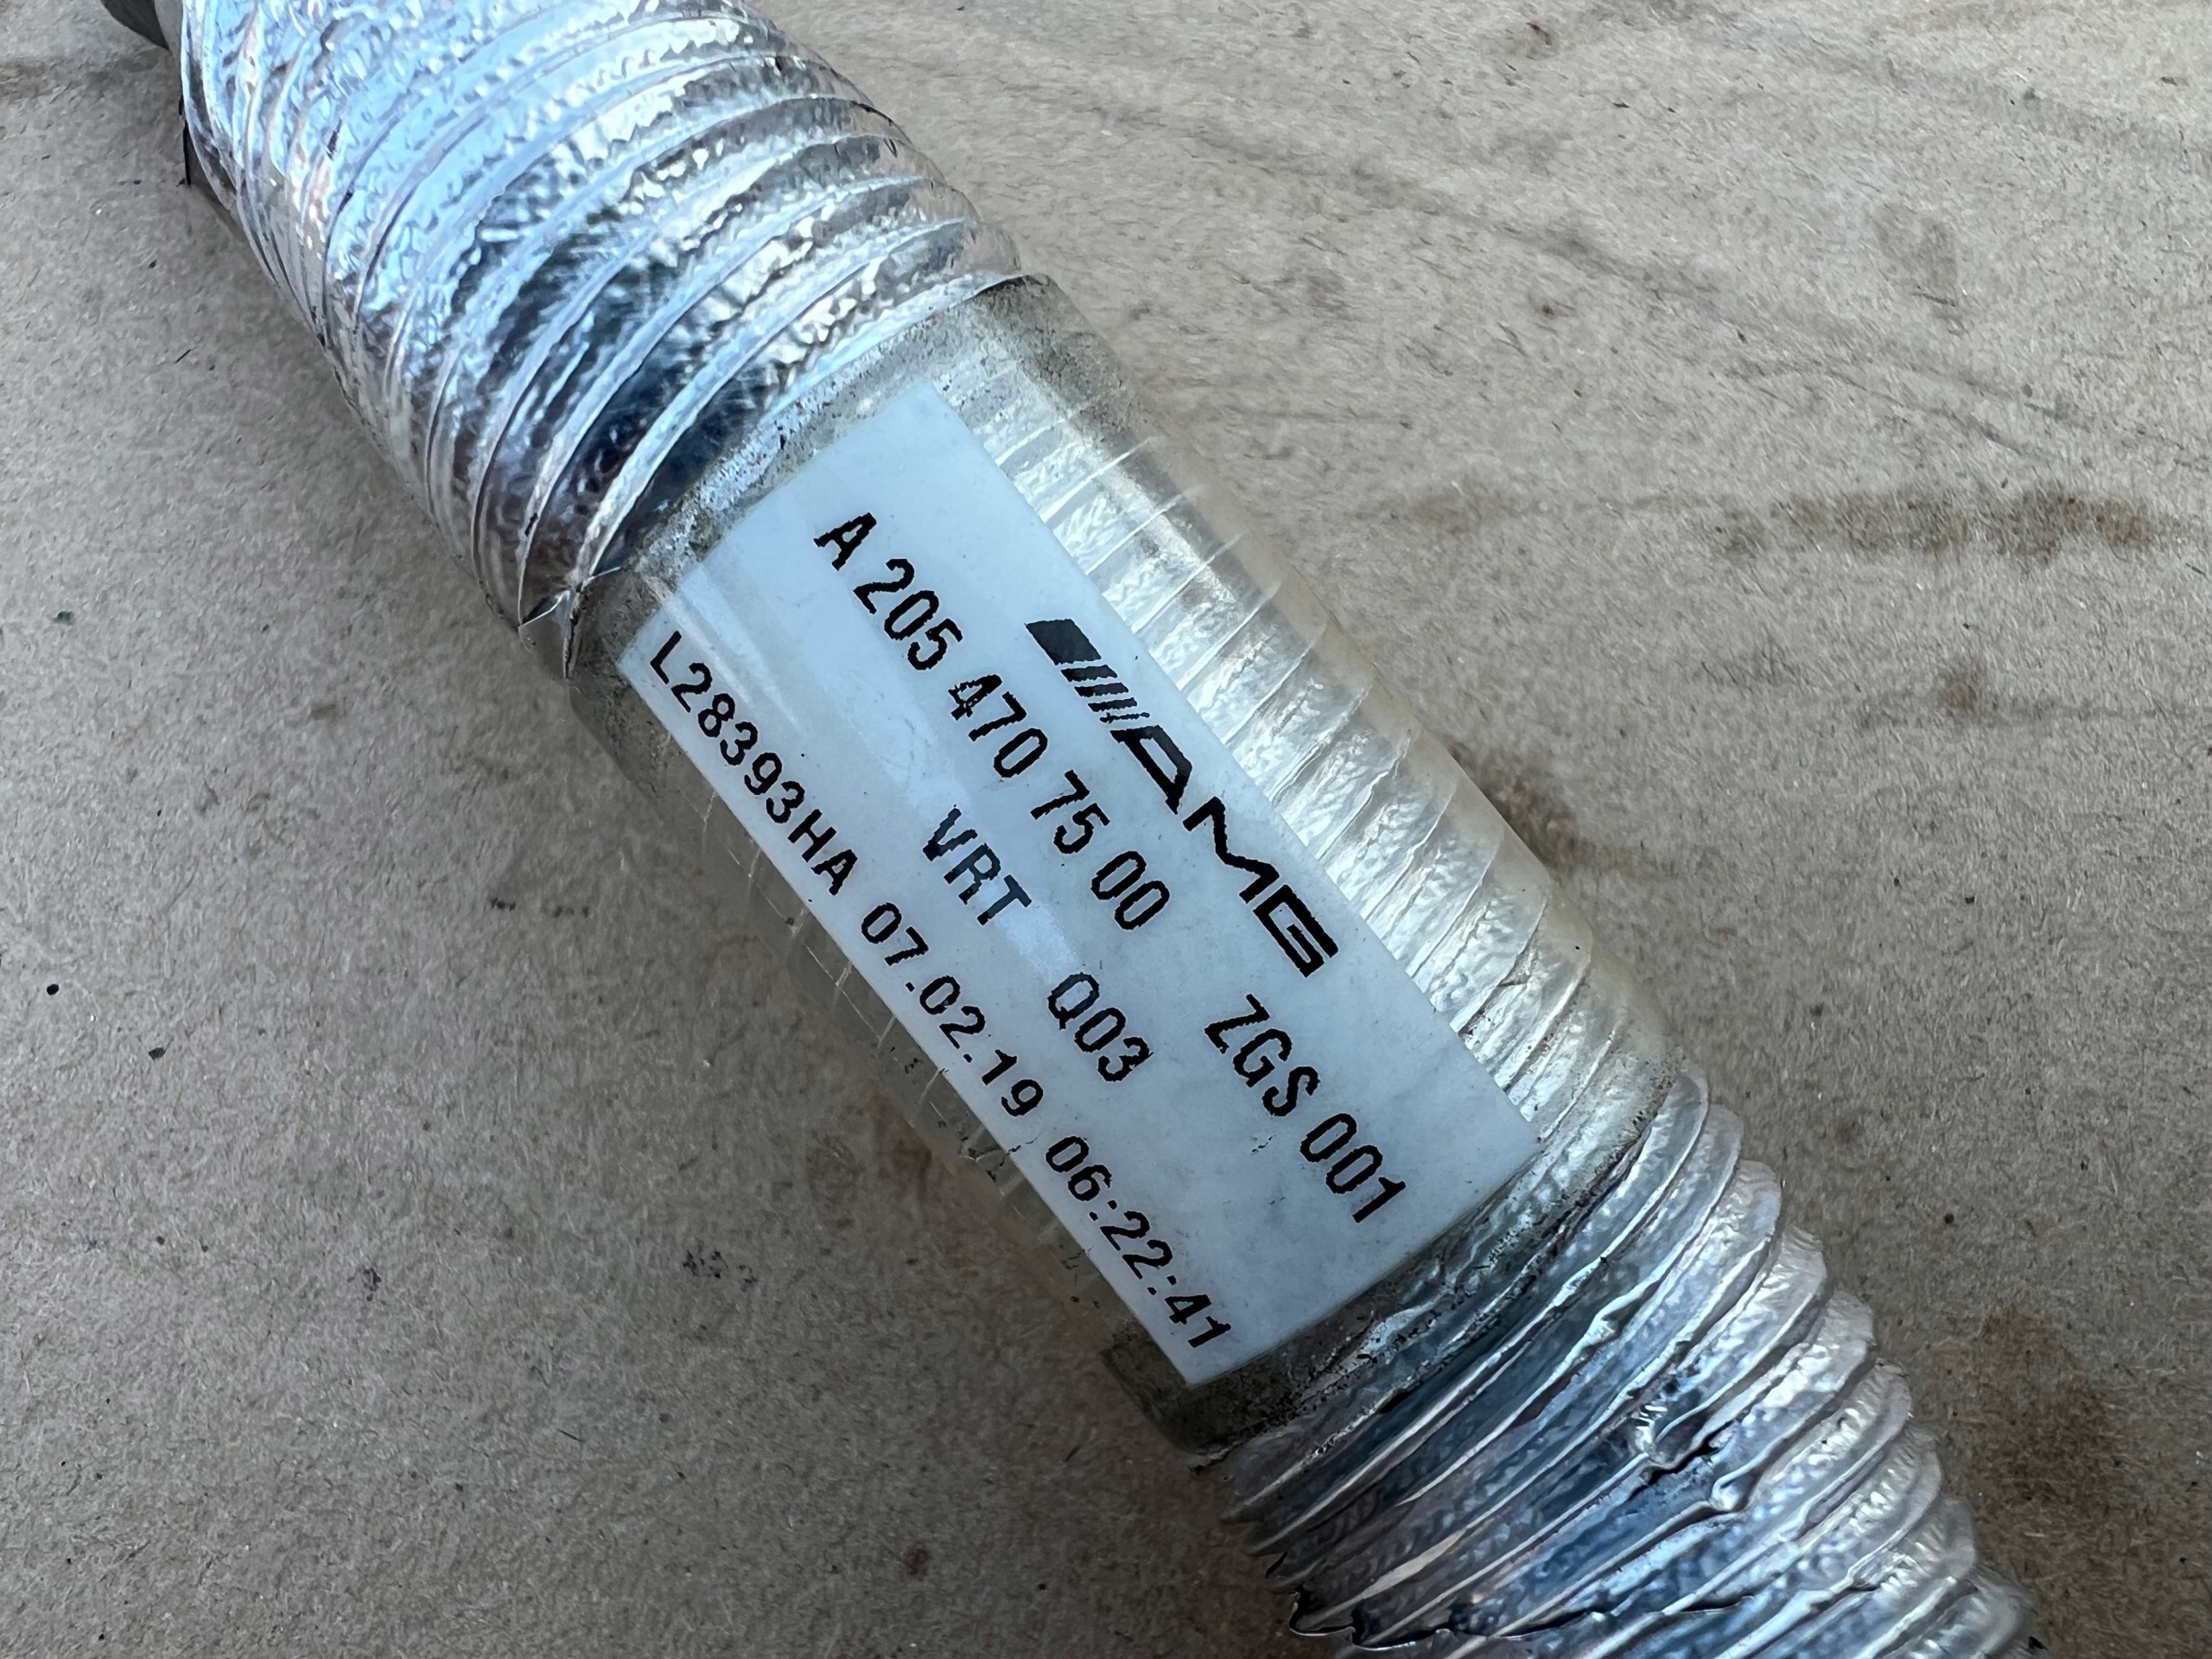 AMG
A 205 470 75 00 ZGS 001
VRT Q03
L28393HA 07.02.19 06:22:41